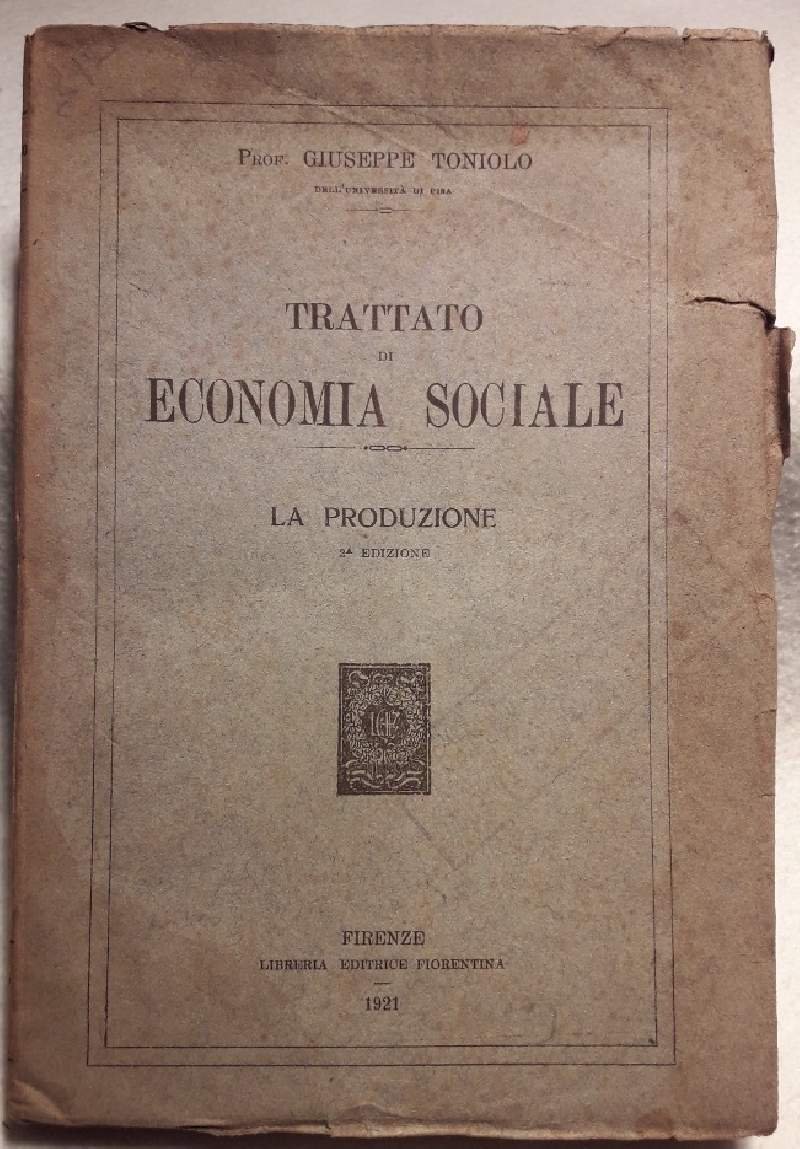 Prof. GIUSEPPE TONIOLO
DELL'UNIVERSITÀ DI PISA
TRATTATO
DI
ECONOMIA SOCIALE
LA PRODUZIONE
2ª EDIZIONE
FIRENZE
LIBRERIA EDITRICE FIORENTINA
1921